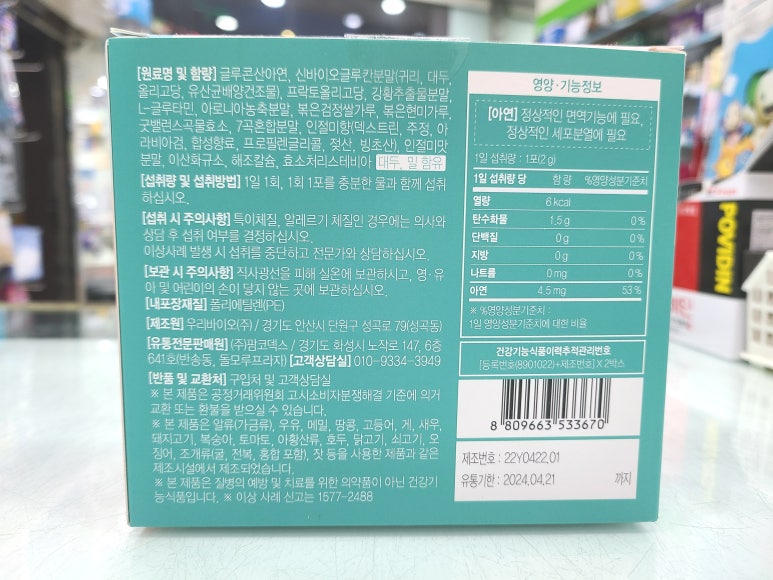 [원료명 및 함량] 글루콘산아연, 신바이오글루칸분말(귀리, 대두
올리고당, 유산균배양건조물), 프락토올리고당, 강황추출물분말,
L-글루타민, 아로니아농축분말, 볶은검정쌀가루, 볶은현미가루,
굿밸런스곡물효소, 7곡혼합분말, 인절미향(덱스트린, 주정, 아
라비아검, 합성향료, 프로필렌글리콜, 젖산, 빙초산), 인절미맛
분말, 이산화규소, 해조칼슘, 효소처리스테비아 대두, 밀 함유
[섭취량 및 섭취방법] 1일 1회, 1회 1포를 충분한 물과 함께 섭취
하십시오.
[섭취 시 주의사항] 특이체질, 알레르기 체질인 경우에는 의사와
상담 후 섭취 여부를 결정하십시오.
이상사례 발생 시 섭취를 중단하고 전문가와 상담하십시오.
[보관 시 주의사항] 직사광선을 피해 실온에 보관하시고, 영·유
아 및 어린이의 손이 닿지 않는 곳에 보관하십시오.
[내포장재질] 폴리에틸렌(PE)
[제조원] 우리바이오(주) / 경기도 안산시 단원구 성곡로 79(성곡동)
[유통전문판매원] (주)팜코덱스 / 경기도 화성시 노작로 147, 6층
641호(반송동, 돌모루프라자) [고객상담실] 010-9334-3949
[반품 및 교환처] 구입처 및 고객상담실
※ 본 제품은 공정거래위원회 고시소비자분쟁해결 기준에 의거
교환 또는 환불을 받으실 수 있습니다.
※ 본 제품은 알류(가금류), 우유, 메밀, 땅콩, 고등어, 게, 새우,
돼지고기, 복숭아, 토마토, 아황산류, 호두, 닭고기, 쇠고기, 오
징어, 조개류(굴, 전복, 홍합 포함), 잣 등을 사용한 제품과 같은
제조시설에서 제조되었습니다.
※ 본 제품은 질병의 예방 및 치료를 위한 의약품이 아닌 건강기
능식품입니다. ※ 이상 사례 신고는 1577-2488
영양·기능정보
[아연] 정상적인 면역기능에 필요,
정상적인 세포분열에 필요
1일 섭취량 : 1포(2g)
1일 섭취량 당 함량 %영양성분기준치
열량 6 kcal
탄수화물 1.5 g 0 %
단백질 0 g 0 %
지방 0 g 0 %
나트륨 0 mg 0 %
아연 4.5 mg 53 %
※ %영양성분기준치 :
1일 영양성분기준치에 대한 비율
건강기능식품이력추적관리번호
[등록번호(8901022)+제조번호] X 2박스
8 809663 533670
제조번호 : 22Y0422.01
유통기한 : 2024.04.21 까지
POVIDIN